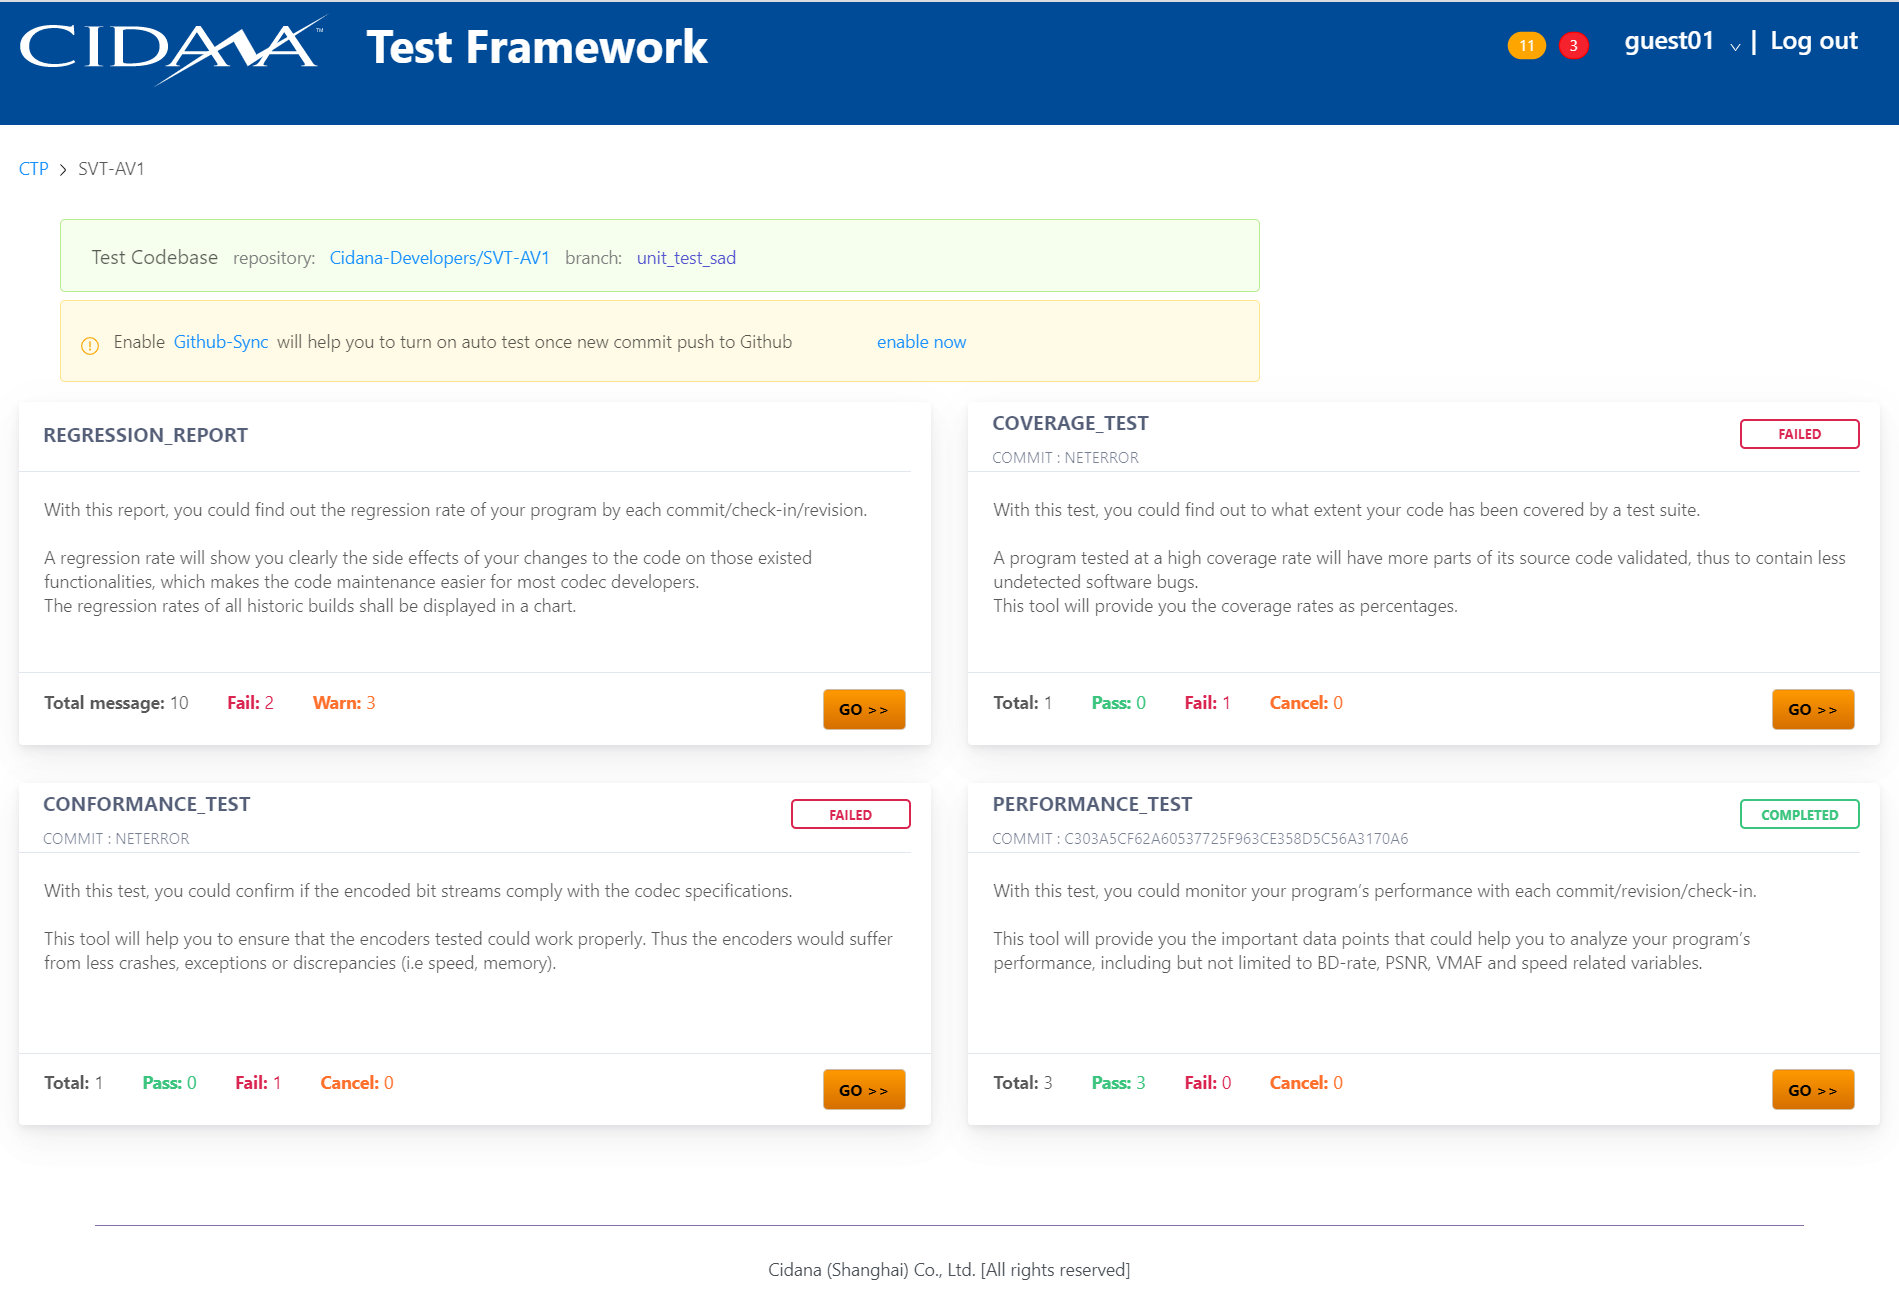 CIDANA™ Test Framework 11 3 guest01 | Log out
CTP > SVT-AV1
Test Codebase repository: Cidana-Developers/SVT-AV1 branch: unit_test_sad
Enable Github-Sync will help you to turn on auto test once new commit push to Github enable now
REGRESSION_REPORT
With this report, you could find out the regression rate of your program by each commit/check-in/revision.
A regression rate will show you clearly the side effects of your changes to the code on those existed
functionalities, which makes the code maintenance easier for most codec developers.
The regression rates of all historic builds shall be displayed in a chart.
Total message: 10 Fail: 2 Warn: 3 GO >>
COVERAGE_TEST
FAILED
COMMIT : NETERROR
With this test, you could find out to what extent your code has been covered by a test suite.
A program tested at a high coverage rate will have more parts of its source code validated, thus to contain less
undetected software bugs.
This tool will provide you the coverage rates as percentages.
Total: 1 Pass: 0 Fail: 1 Cancel: 0 GO >>
CONFORMANCE_TEST
FAILED
COMMIT : NETERROR
With this test, you could confirm if the encoded bit streams comply with the codec specifications.
This tool will help you to ensure that the encoders tested could work properly. Thus the encoders would suffer
from less crashes, exceptions or discrepancies (i.e speed, memory).
Total: 1 Pass: 0 Fail: 1 Cancel: 0 GO >>
PERFORMANCE_TEST
COMPLETED
COMMIT : C303A5CF62A60537725F963CE358D5C56A3170A6
With this test, you could monitor your program’s performance with each commit/revision/check-in.
This tool will provide you the important data points that could help you to analyze your program’s
performance, including but not limited to BD-rate, PSNR, VMAF and speed related variables.
Total: 3 Pass: 3 Fail: 0 Cancel: 0 GO >>
Cidana (Shanghai) Co., Ltd. [All rights reserved]